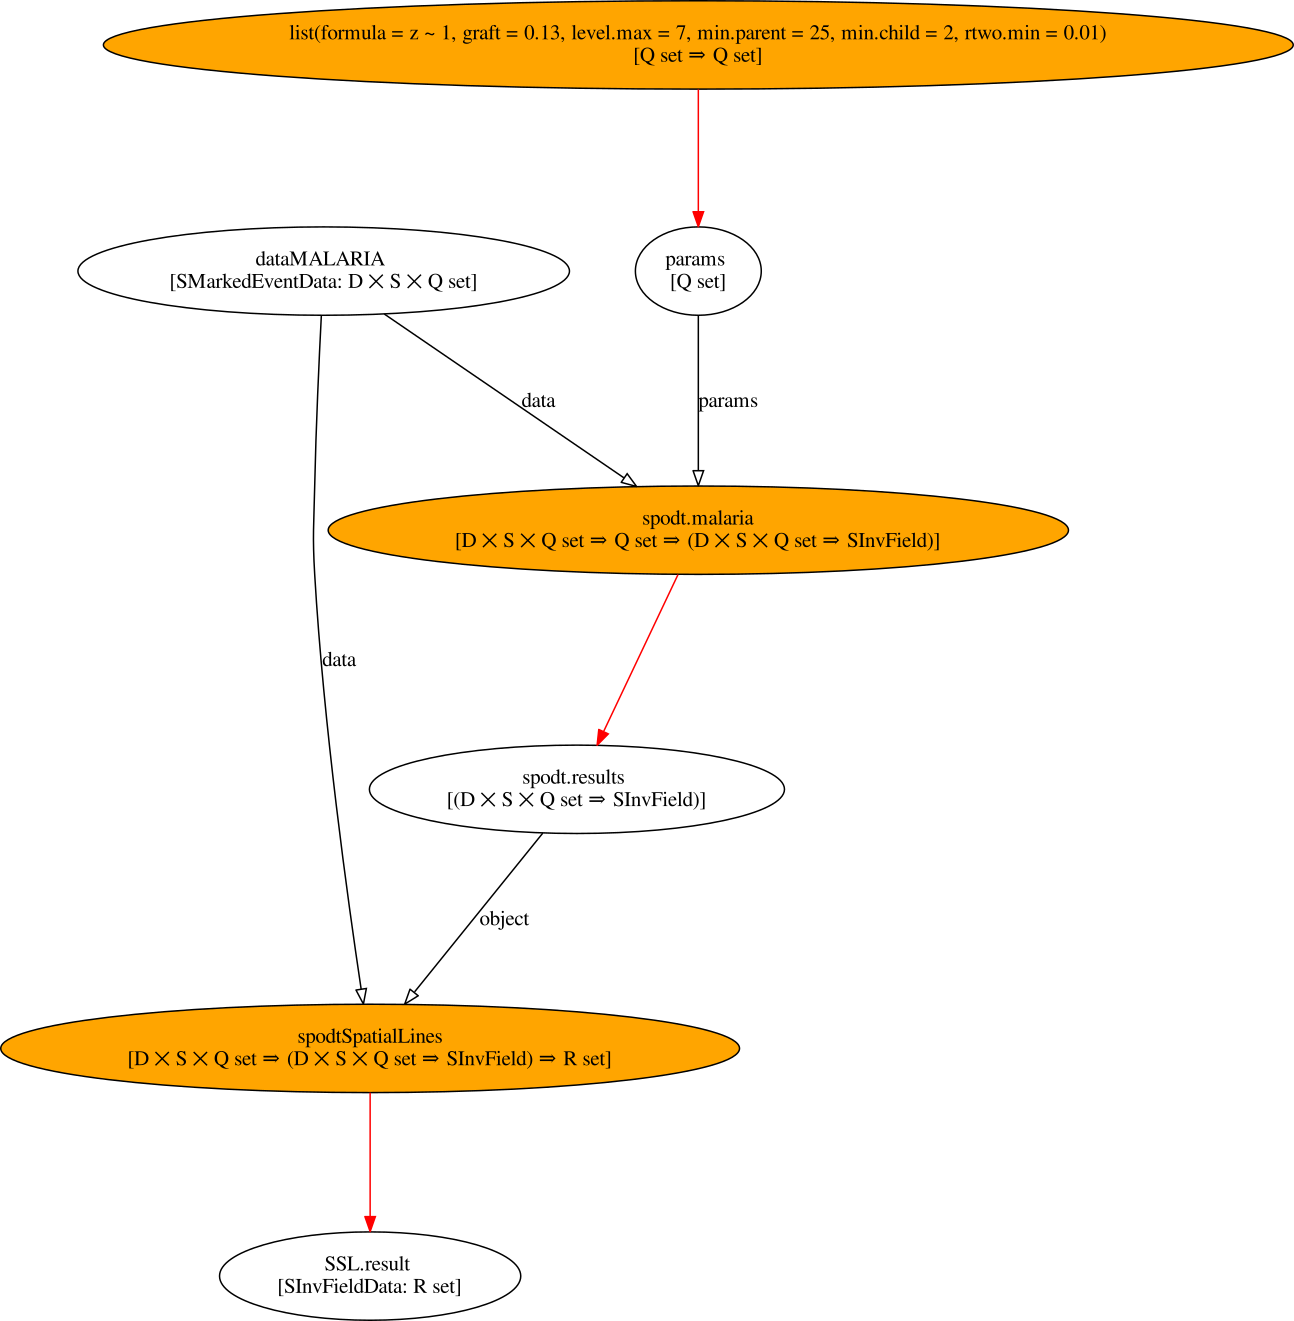 list(formula = z ~ 1, graft = 0.13, level.max = 7, min.parent = 25, min.child = 2, rtwo.min = 0.01)
[Q set ⇒ Q set]
dataMALARIA
[SMarkedEventData: D ⨉ S ⨉ Q set]
params
[Q set]
data
params
spodt.malaria
[D ⨉ S ⨉ Q set ⇒ Q set ⇒ (D ⨉ S ⨉ Q set ⇒ SInvField)]
data
spodt.results
[(D ⨉ S ⨉ Q set ⇒ SInvField)]
object
spodtSpatialLines
[D ⨉ S ⨉ Q set ⇒ (D ⨉ S ⨉ Q set ⇒ SInvField) ⇒ R set]
SSL.result
[SInvFieldData: R set]